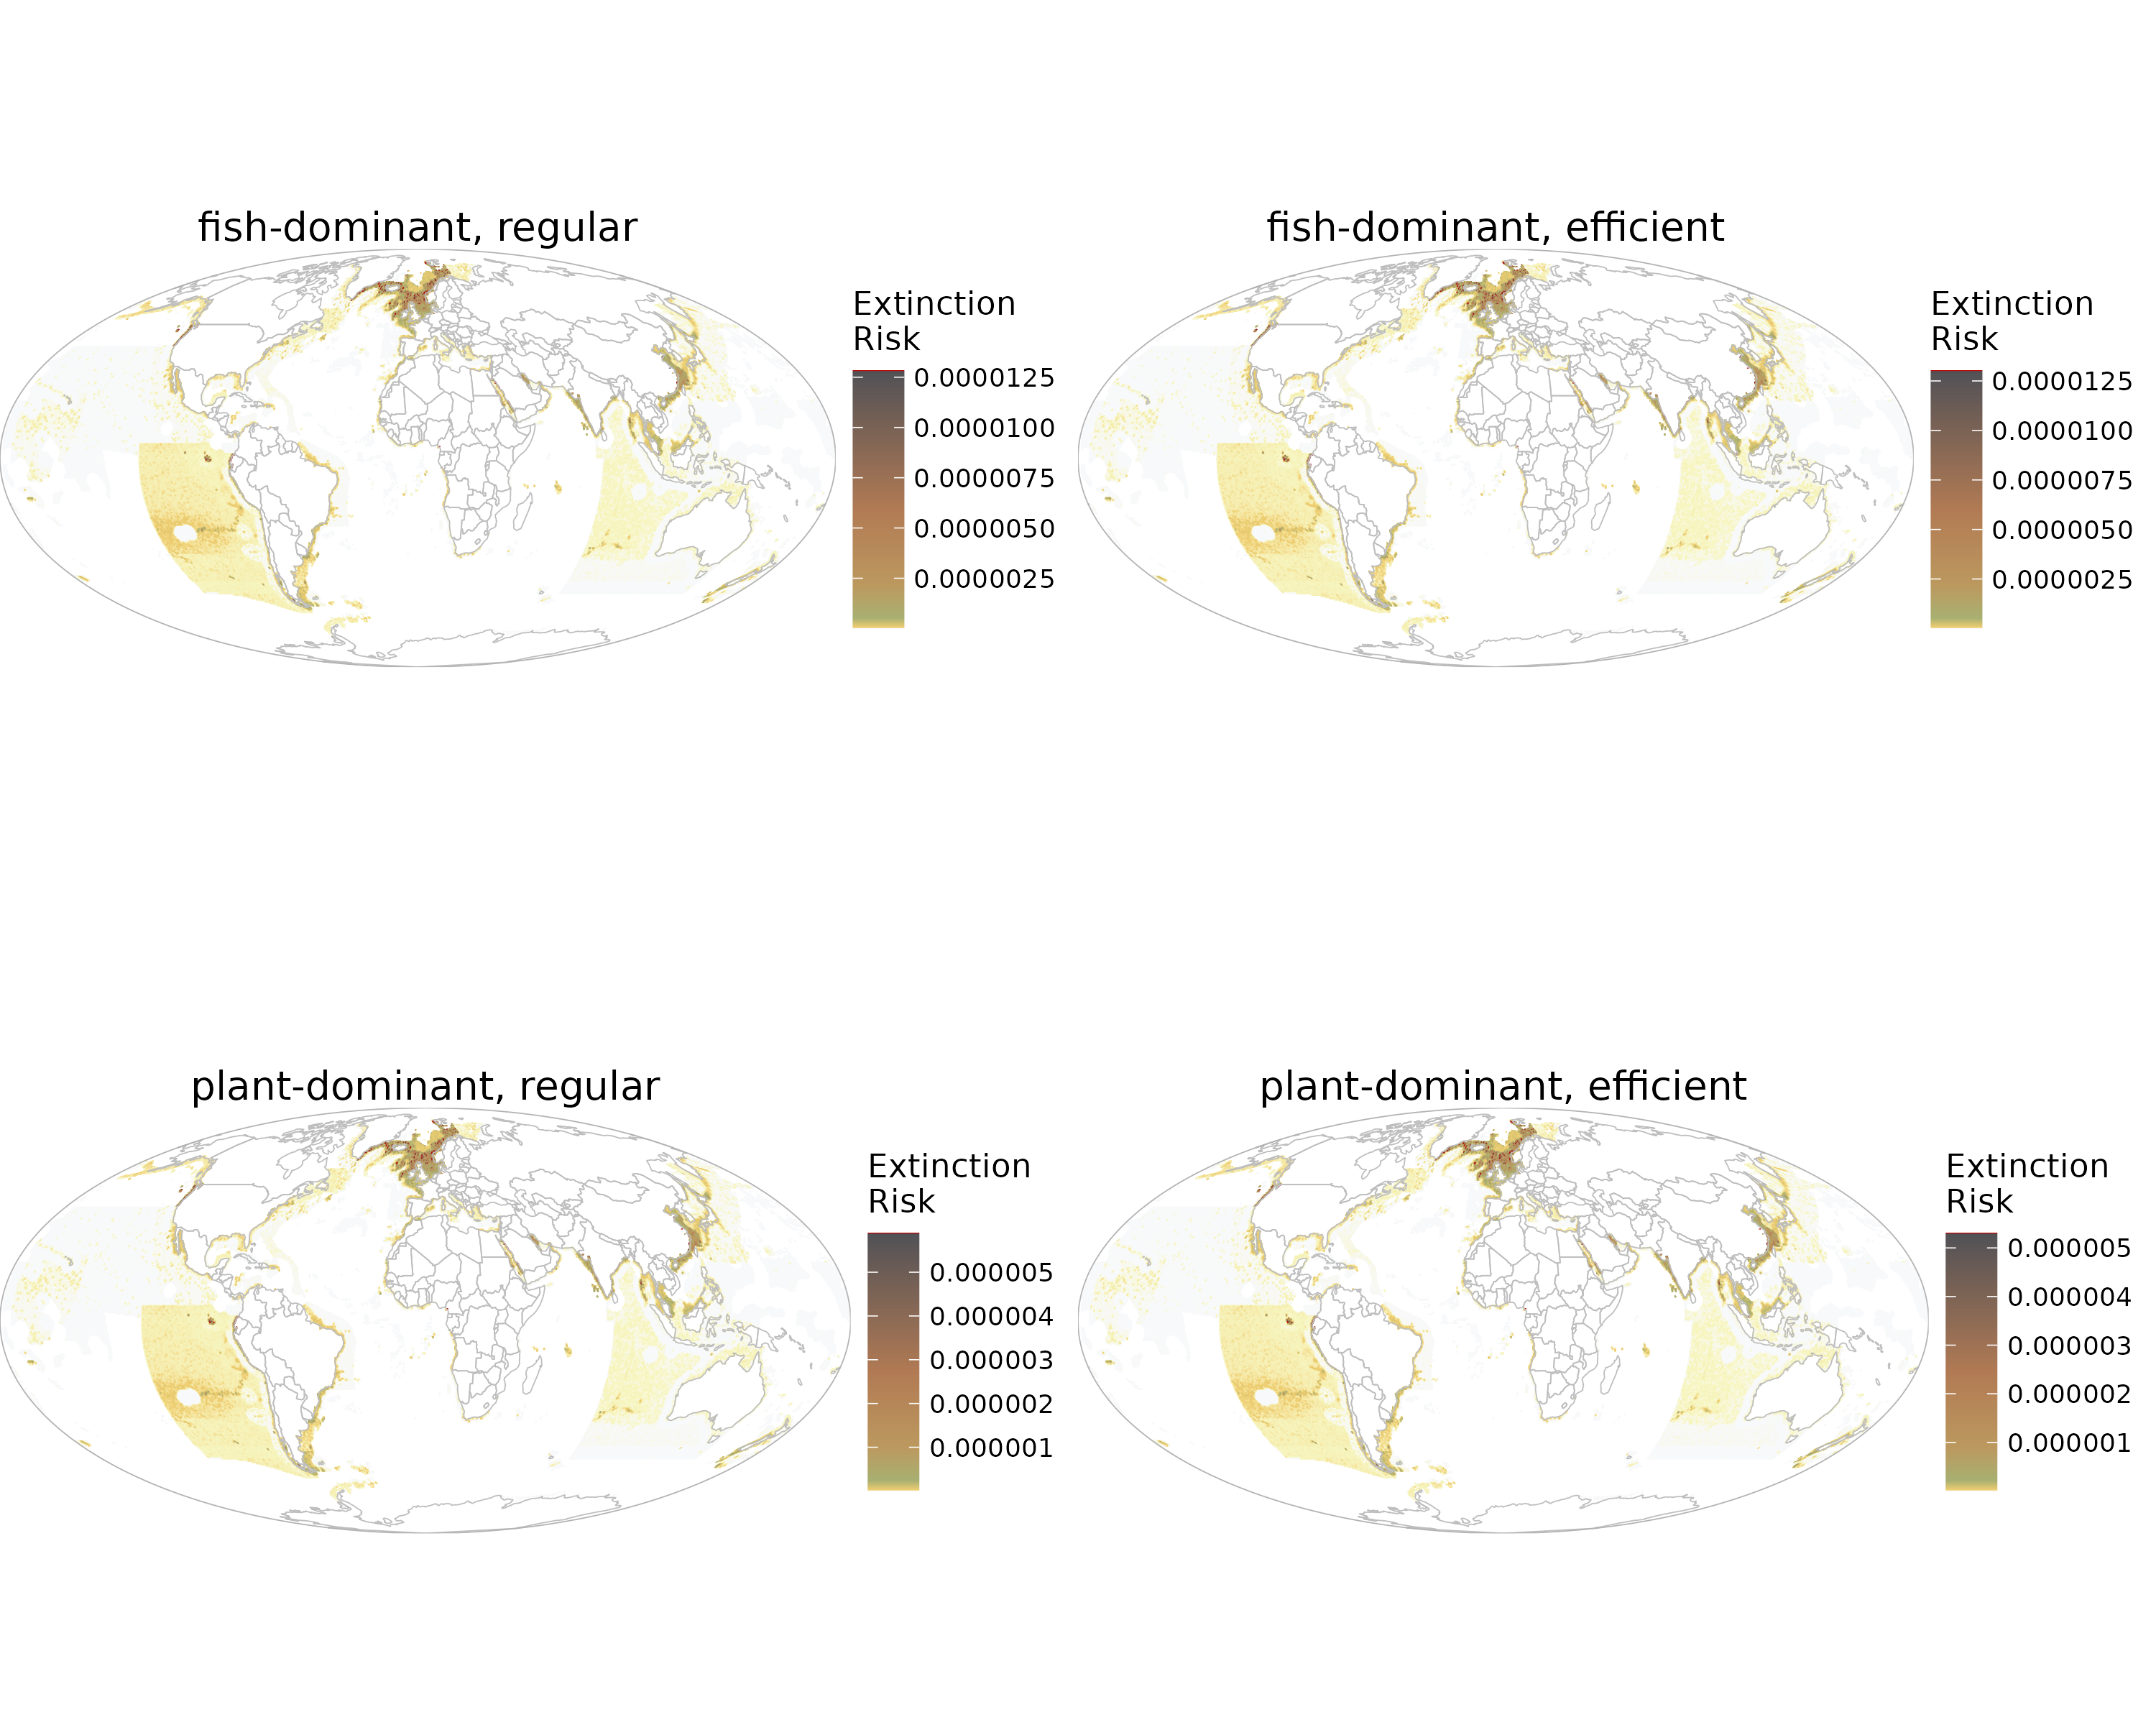 fish-dominant, regular
Extinction
Risk
0.0000125
0.0000100
0.0000075
0.0000050
0.0000025
fish-dominant, efficient
Extinction
Risk
0.0000125
0.0000100
0.0000075
0.0000050
0.0000025
plant-dominant, regular
Extinction
Risk
0.000005
0.000004
0.000003
0.000002
0.000001
plant-dominant, efficient
Extinction
Risk
0.000005
0.000004
0.000003
0.000002
0.000001